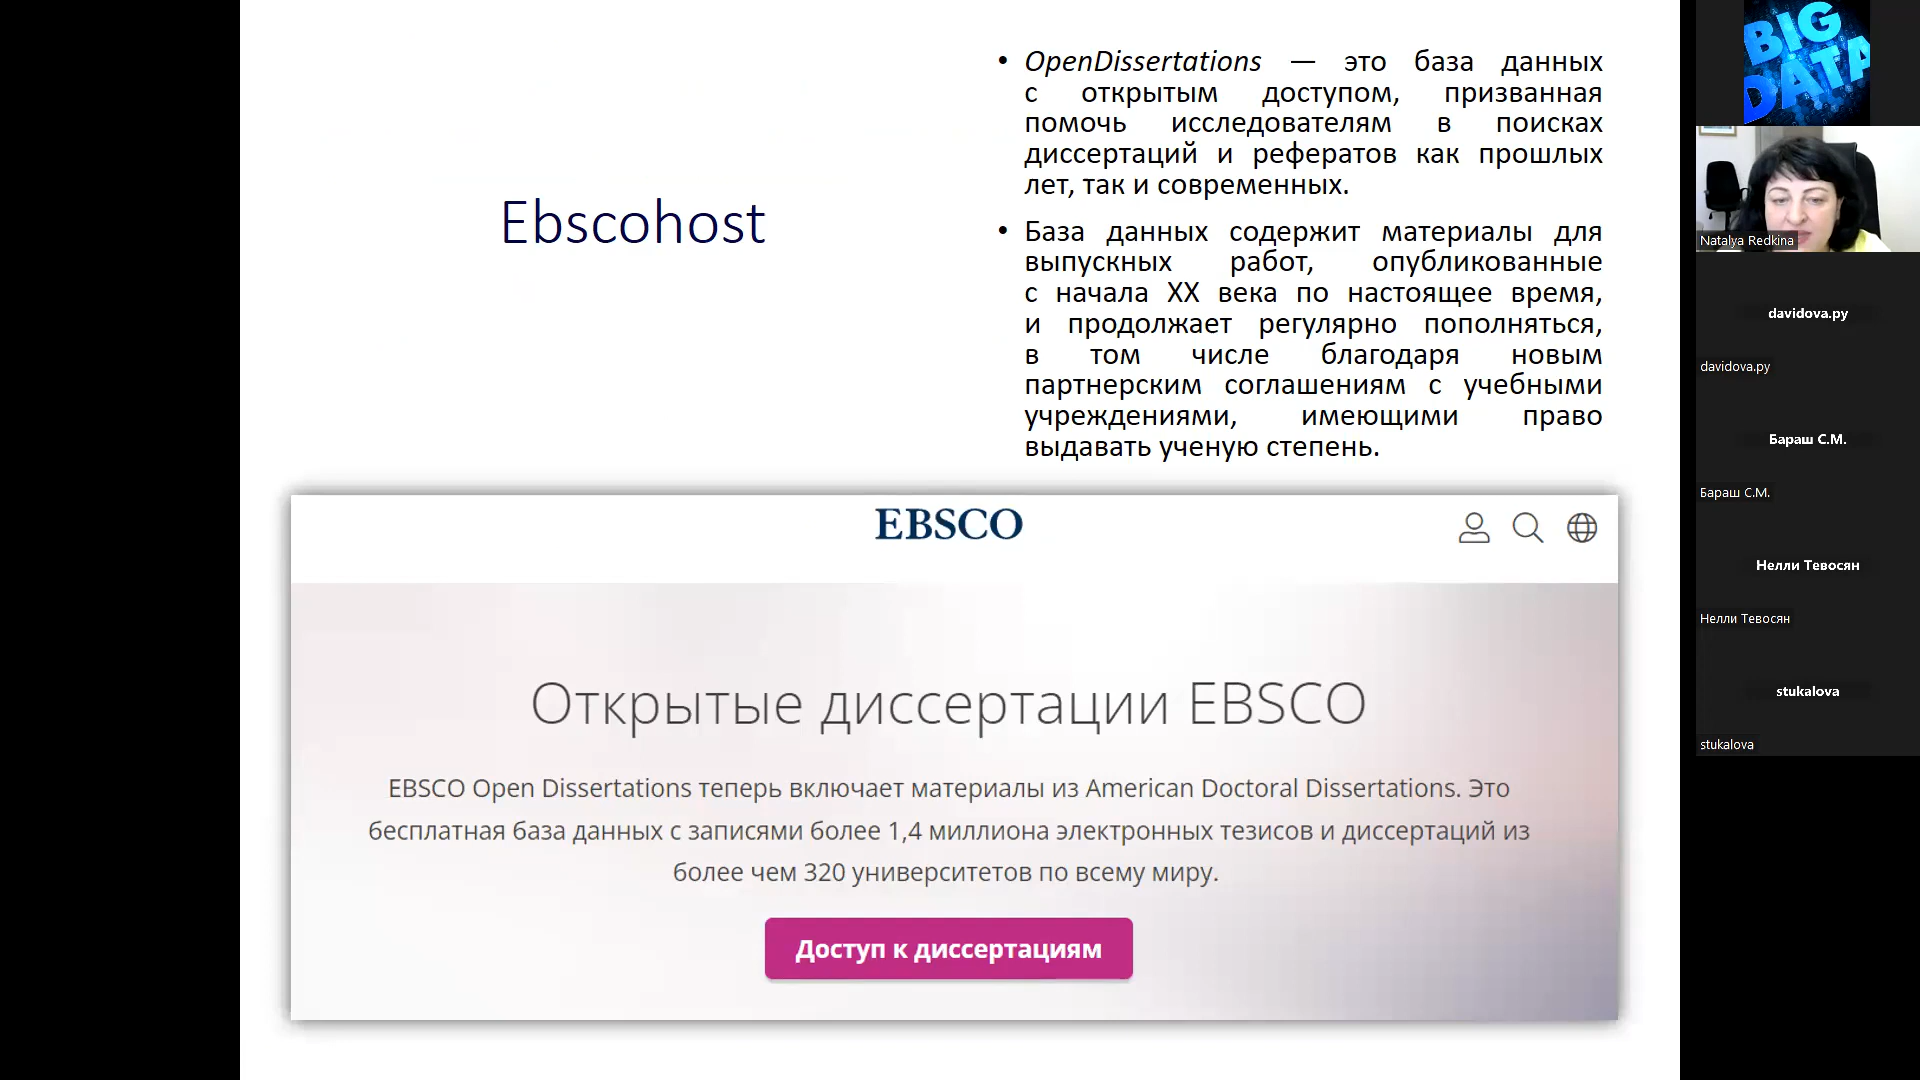 Ebscohost
• OpenDissertations — это база данных
с открытым доступом, призванная
помочь исследователям в поисках
диссертаций и рефератов как прошлых
лет, так и современных.
• База данных содержит материалы для
выпускных работ, опубликованные
с начала XX века по настоящее время,
и продолжает регулярно пополняться,
в том числе благодаря новым
партнерским соглашениям с учебными
учреждениями, имеющими право
выдавать ученую степень.
EBSCO
Открытые диссертации EBSCO
EBSCO Open Dissertations теперь включает материалы из American Doctoral Dissertations. Это
бесплатная база данных с записями более 1,4 миллиона электронных тезисов и диссертаций из
более чем 320 университетов по всему миру.
Доступ к диссертациям
BIG
DATA
Natalya Redkina
davidova.py
davidova.py
Бараш С.М.
Бараш С.М.
Нелли Тевосян
Нелли Тевосян
stukalova
stukalova